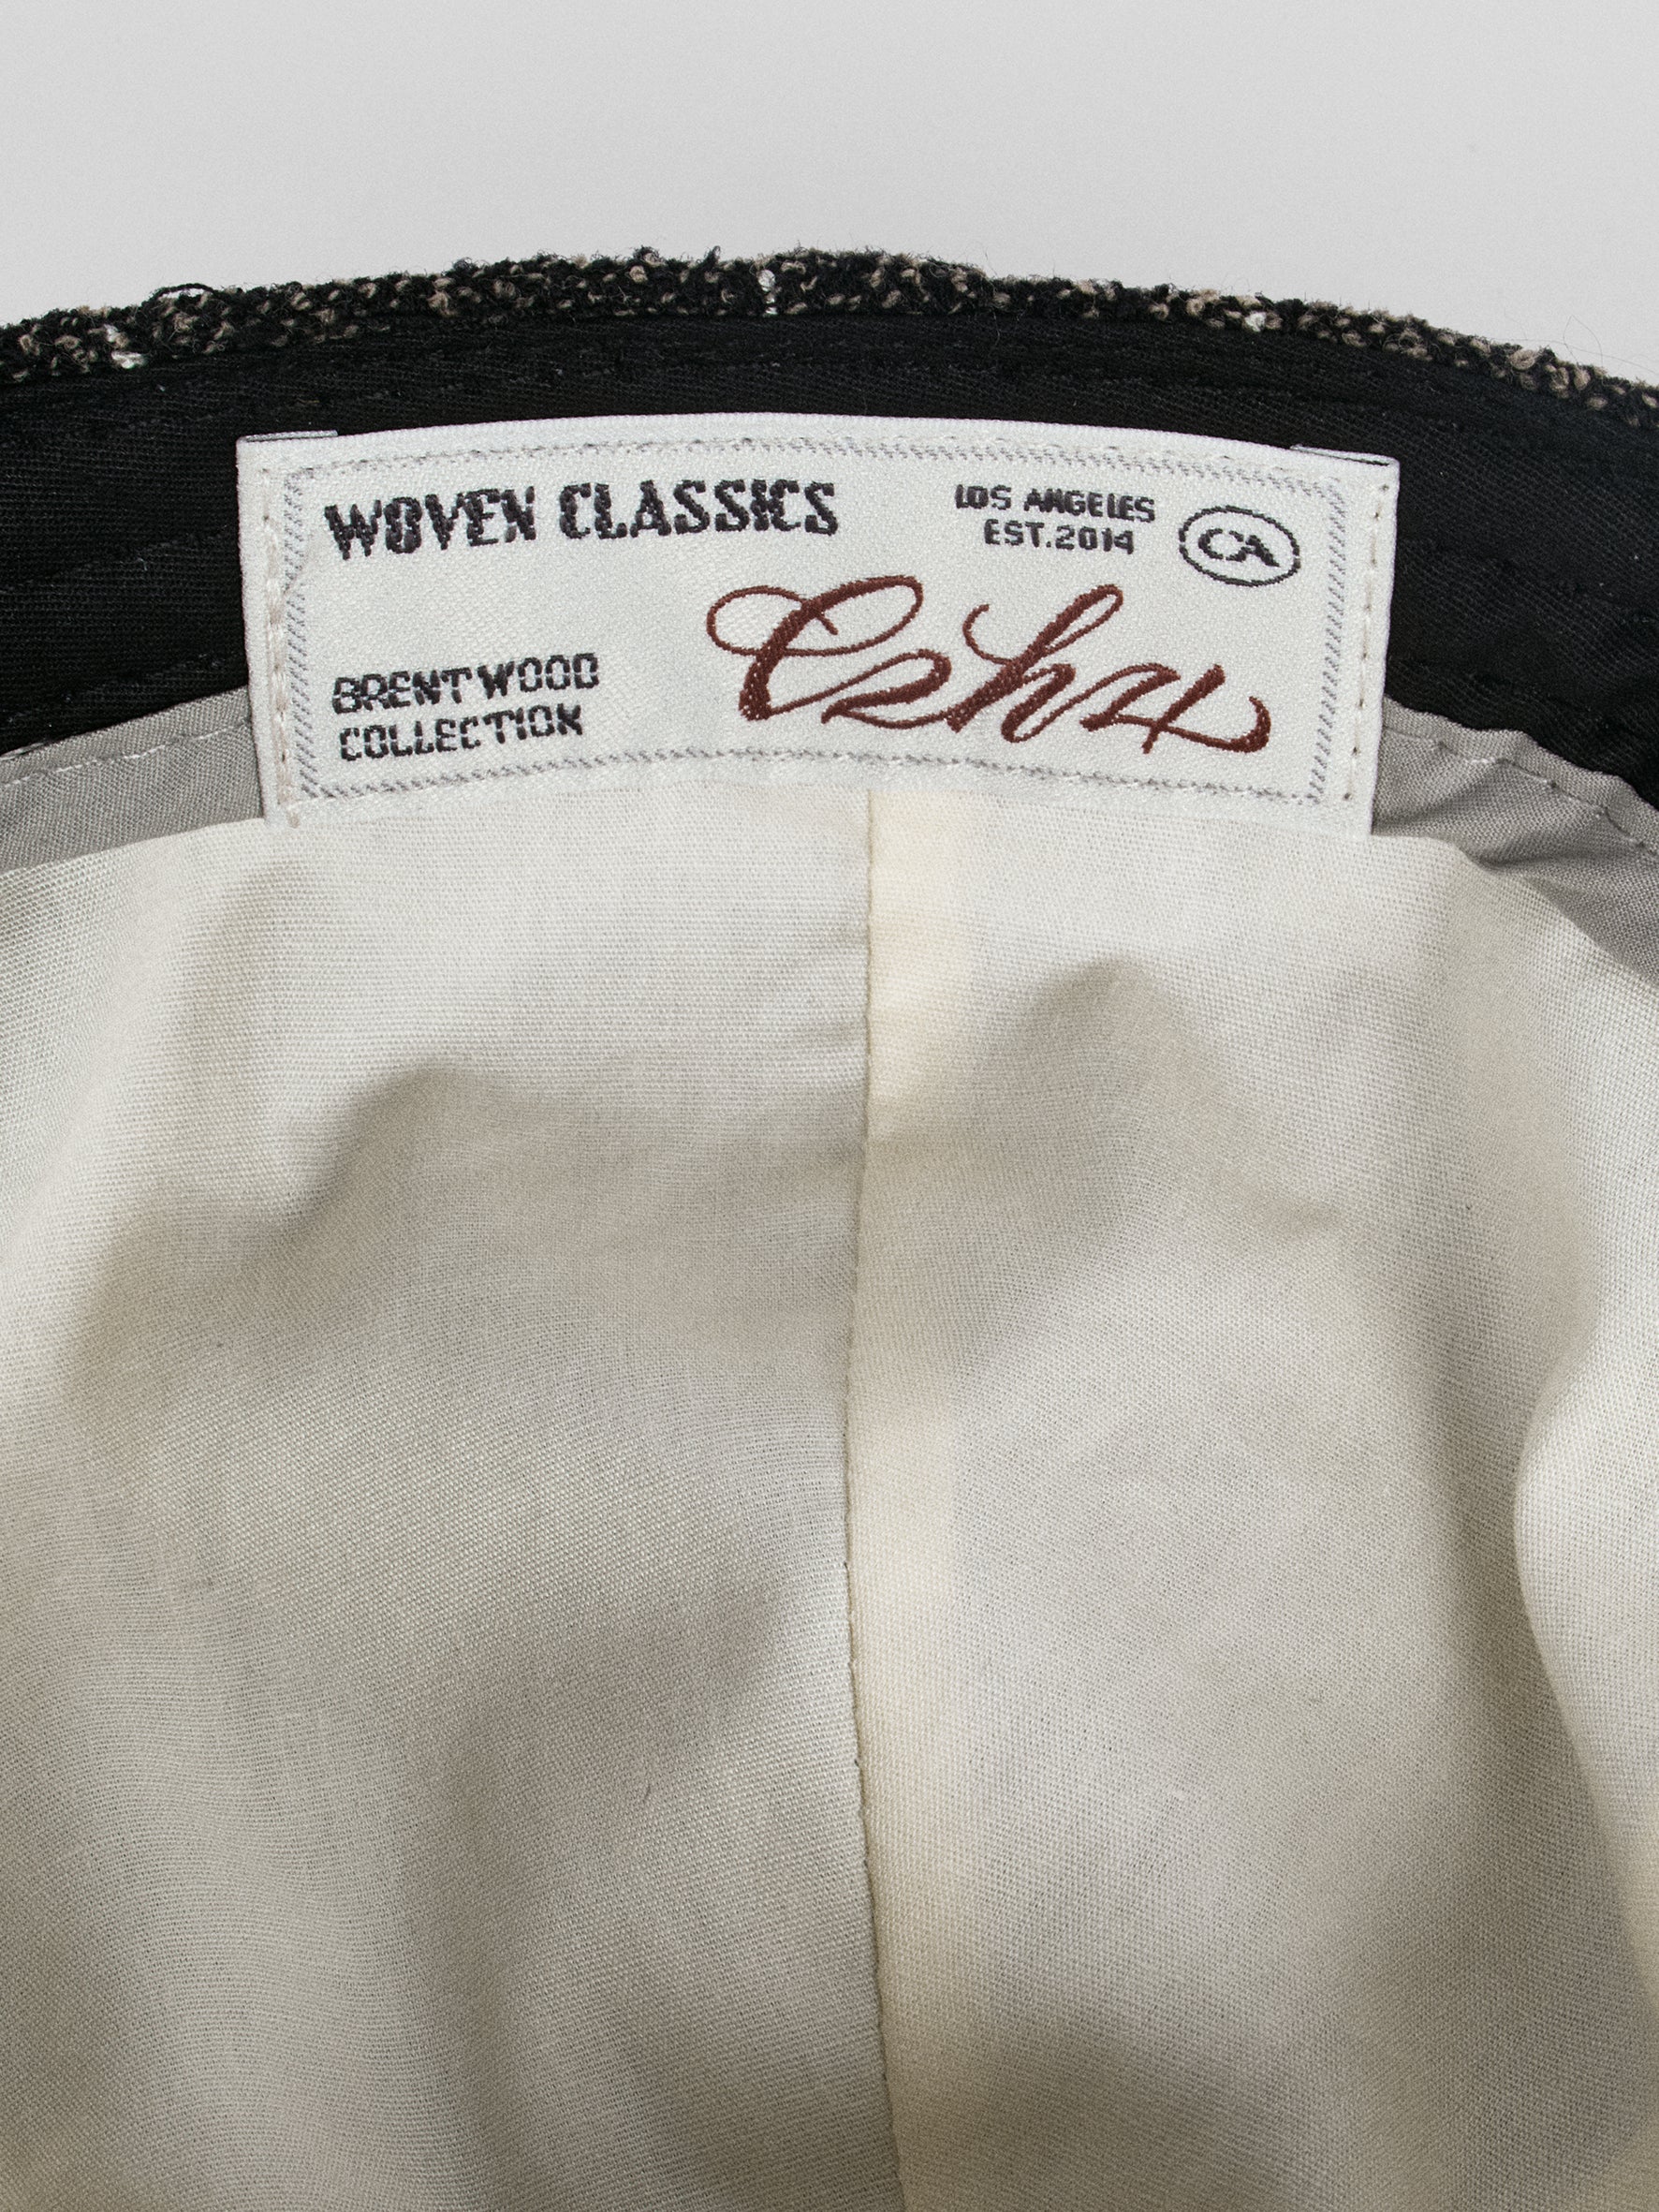 WOVEN CLASSICS
LOS ANGELES
EST.2014
CA
BRENTWOOD
COLLECTION